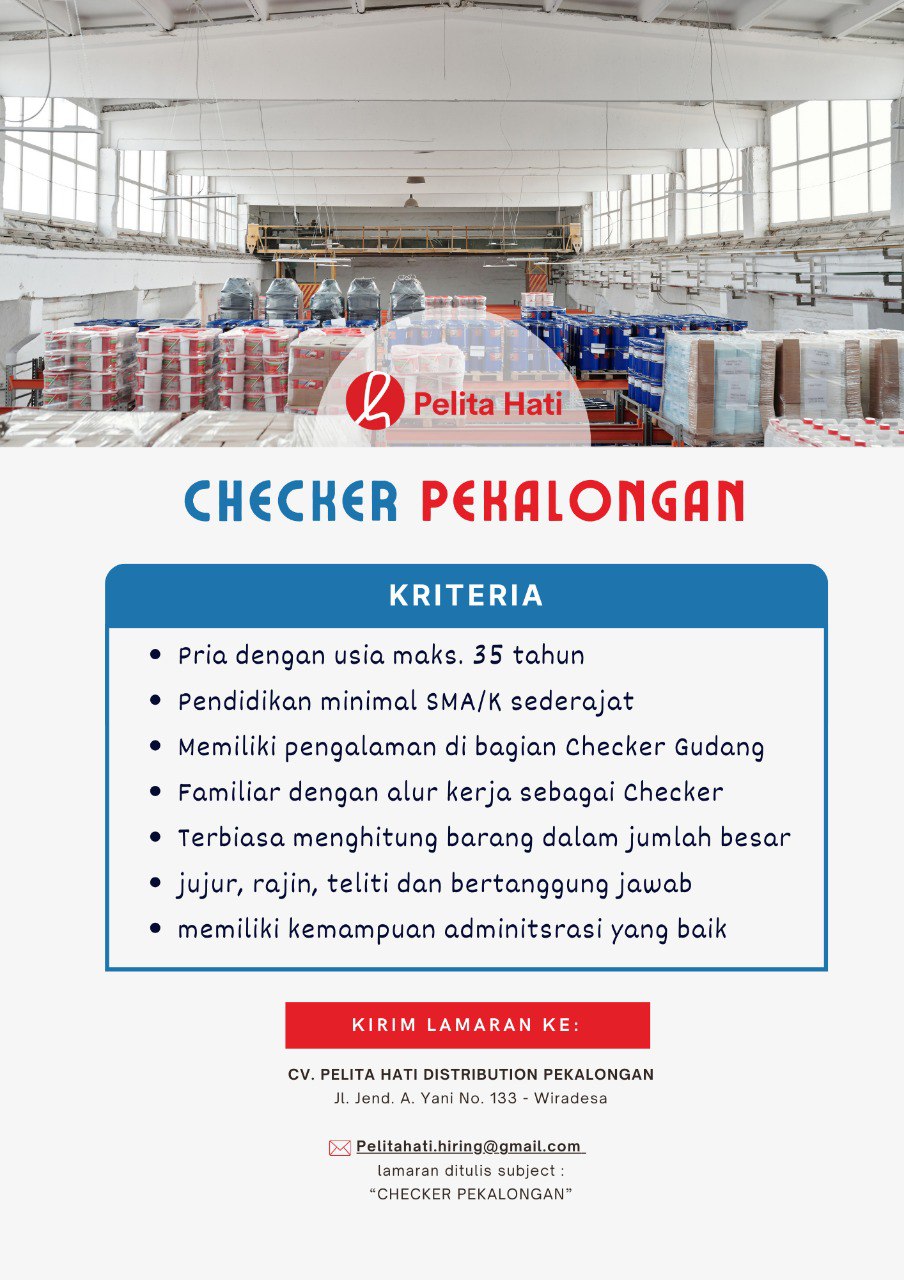 Pelita Hati
CHECKER PEKALONGAN
KRITERIA
• Pria dengan usia maks. 35 tahun
• Pendidikan minimal SMA/K sederajat
• Memiliki pengalaman di bagian Checker Gudang
• Familiar dengan alur kerja sebagai Checker
• Terbiasa menghitung barang dalam jumlah besar
• jujur, rajin, teliti dan bertanggung jawab
• memiliki kemampuan adminitsrasi yang baik
KIRIM LAMARAN KE:
CV. PELITA HATI DISTRIBUTION PEKALONGAN
Jl. Jend. A. Yani No. 133 - Wiradesa
Pelitahati.hiring@gmail.com
lamaran ditulis subject :
“CHECKER PEKALONGAN”